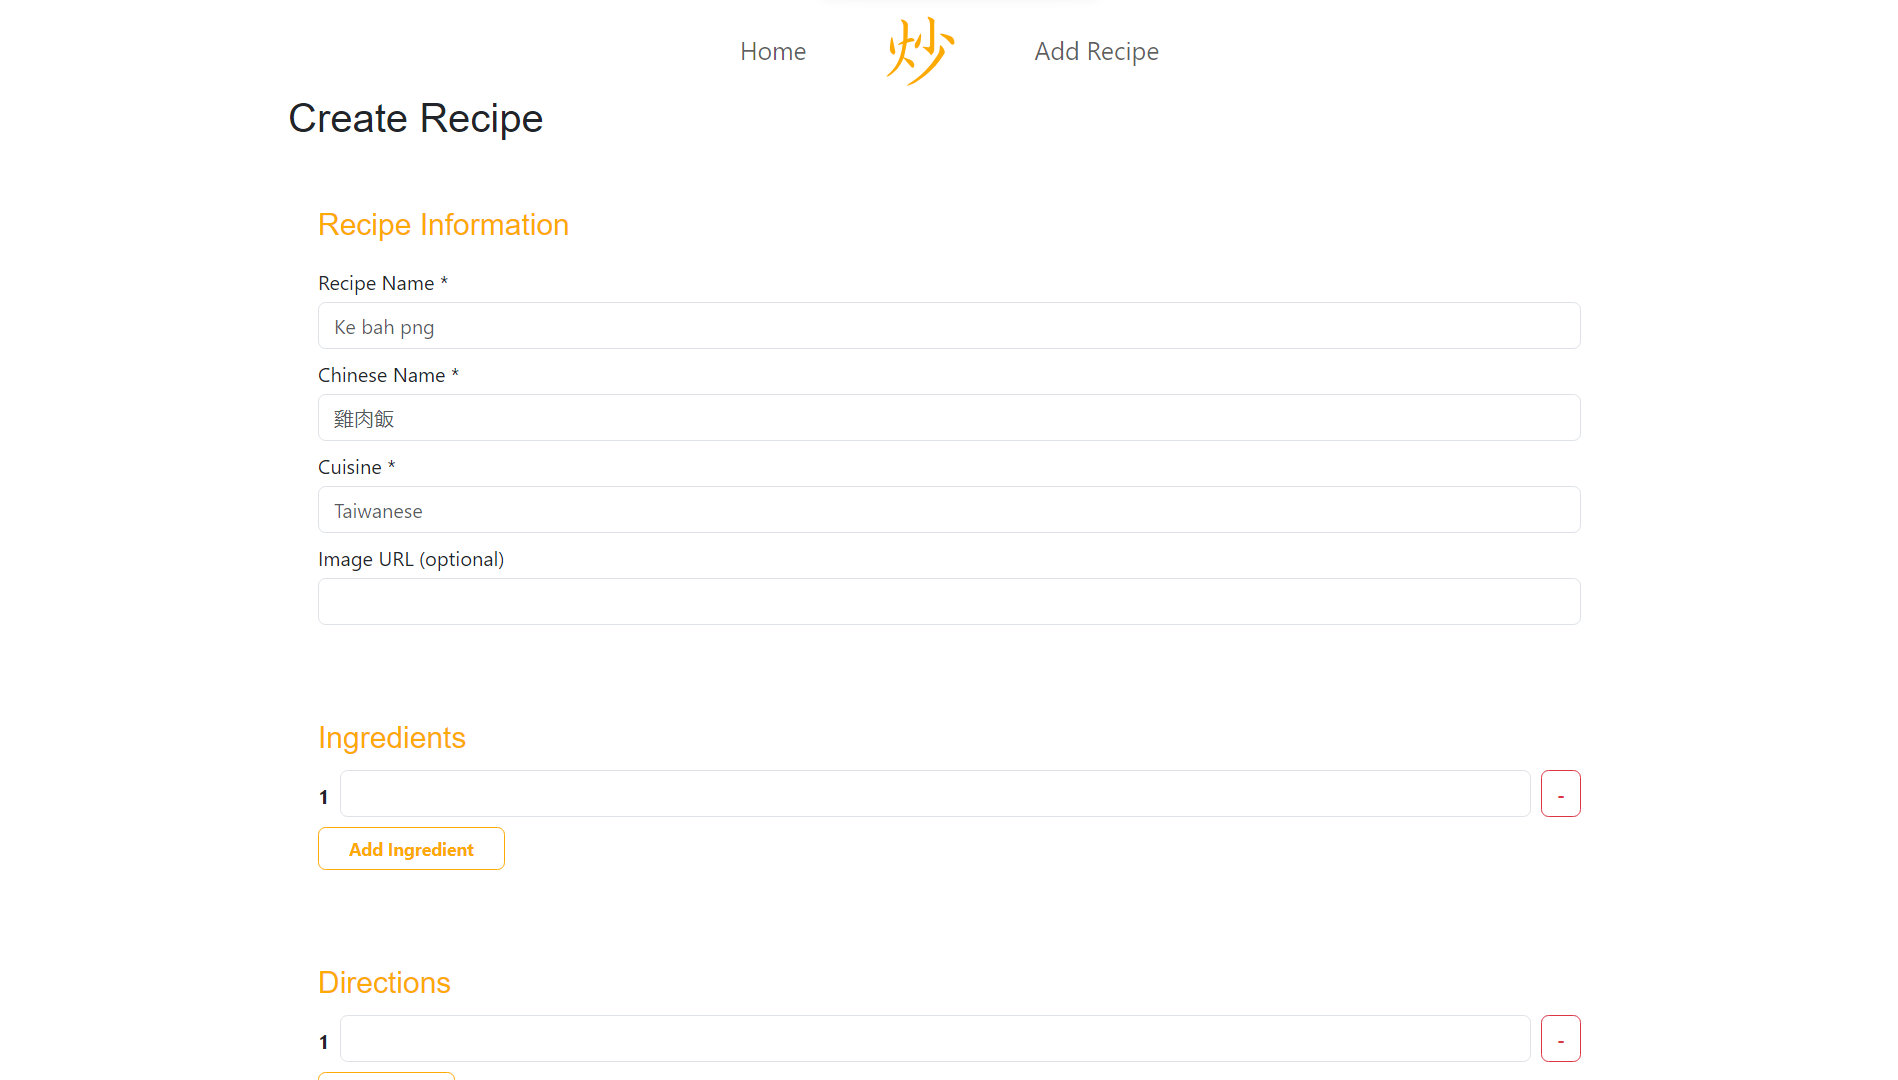 Home 炒 Add Recipe
Create Recipe
Recipe Information
Recipe Name *
Ke bah png
Chinese Name *
雞肉飯
Cuisine *
Taiwanese
Image URL (optional)
Ingredients
1 -
Add Ingredient
Directions
1 -